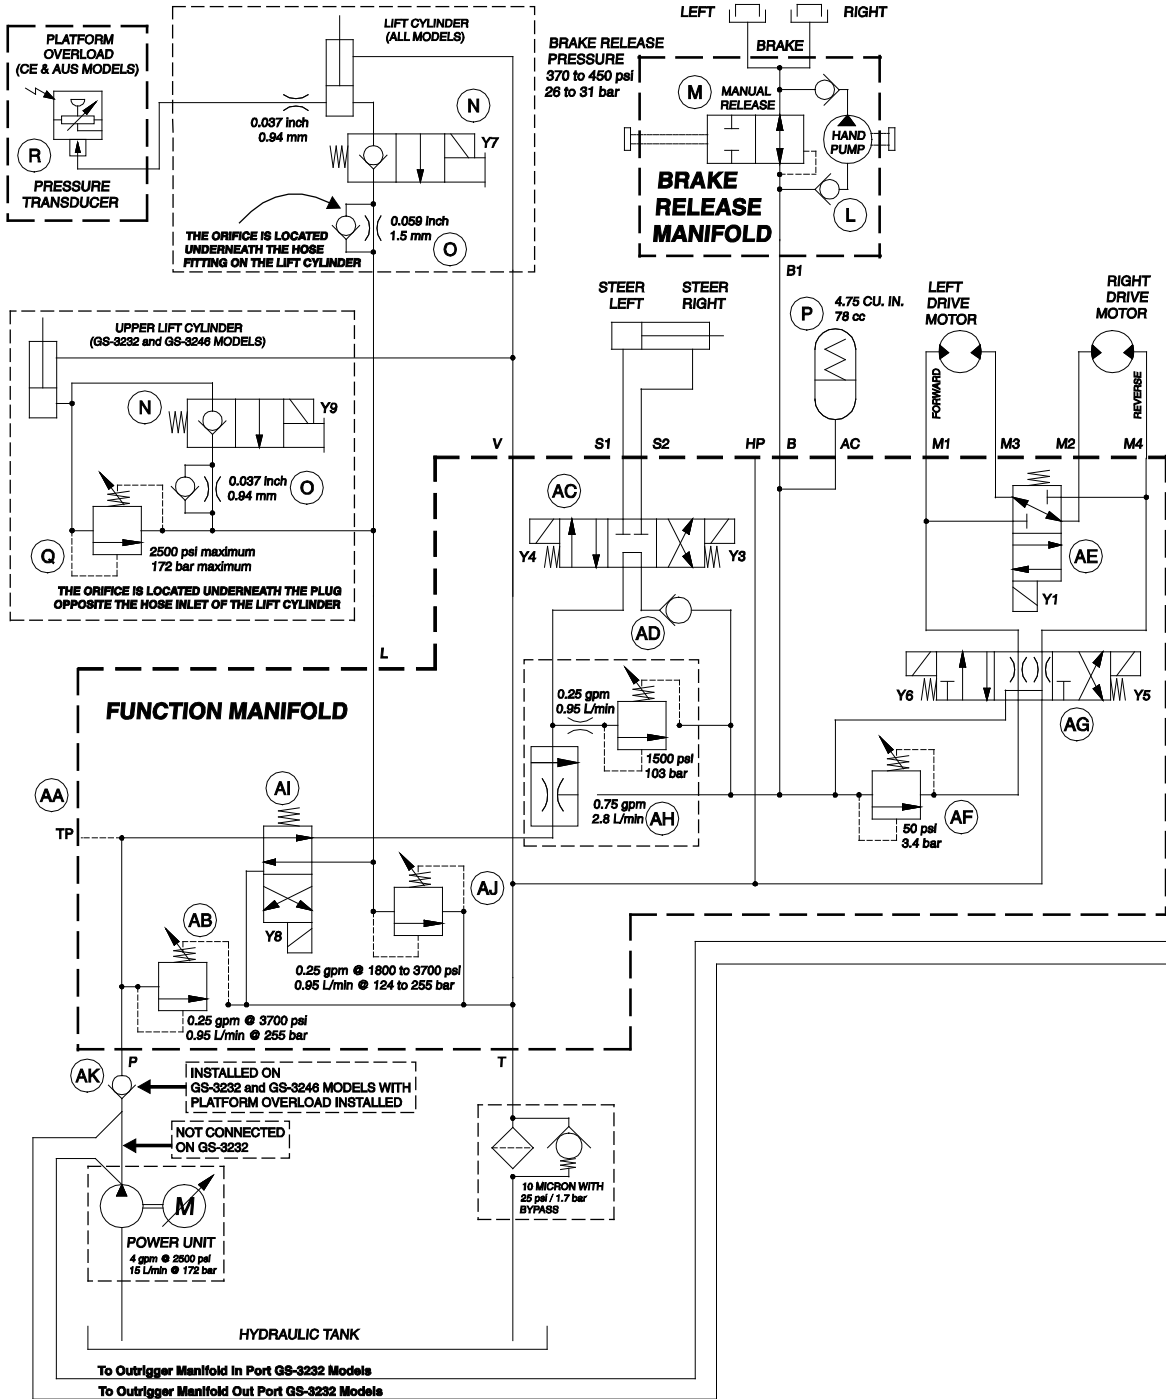 PLATFORM
OVERLOAD
(CE & AUS MODELS)
R
PRESSURE
TRANSDUCER
LIFT CYLINDER
(ALL MODELS)
0.037 inch
0.94 mm
N
Y7
0.059 inch
1.5 mm
O
THE ORIFICE IS LOCATED
UNDERNEATH THE HOSE
FITTING ON THE LIFT CYLINDER
LEFT
RIGHT
BRAKE
BRAKE RELEASE
PRESSURE
370 to 450 psi
26 to 31 bar
M
MANUAL
RELEASE
HAND
PUMP
BRAKE
RELEASE
MANIFOLD
L
B1
UPPER LIFT CYLINDER
(GS-3232 and GS-3246 MODELS)
N
Y9
0.037 inch
0.94 mm
O
Q
2500 psi maximum
172 bar maximum
THE ORIFICE IS LOCATED UNDERNEATH THE PLUG
OPPOSITE THE HOSE INLET OF THE LIFT CYLINDER
STEER
LEFT
STEER
RIGHT
P
4.75 CU. IN.
78 cc
LEFT
DRIVE
MOTOR
RIGHT
DRIVE
MOTOR
FORWARD
REVERSE
V
S1
S2
HP
B
AC
M1
M3
M2
M4
AC
Y4
Y3
AE
Y1
AD
L
FUNCTION MANIFOLD
0.25 gpm
0.95 L/min
1500 psi
103 bar
0.75 gpm
2.8 L/min
AH
Y6
Y5
AG
AF
50 psi
3.4 bar
AA
TP
AI
Y8
AJ
AB
0.25 gpm @ 1800 to 3700 psi
0.95 L/min @ 124 to 255 bar
0.25 gpm @ 3700 psi
0.95 L/min @ 255 bar
P
T
AK
INSTALLED ON
GS-3232 and GS-3246 MODELS WITH
PLATFORM OVERLOAD INSTALLED
NOT CONNECTED
ON GS-3232
M
POWER UNIT
4 gpm @ 2500 psi
15 L/min @ 172 bar
10 MICRON WITH
25 psi / 1.7 bar
BYPASS
HYDRAULIC TANK
To Outrigger Manifold In Port GS-3232 Models
To Outrigger Manifold Out Port GS-3232 Models